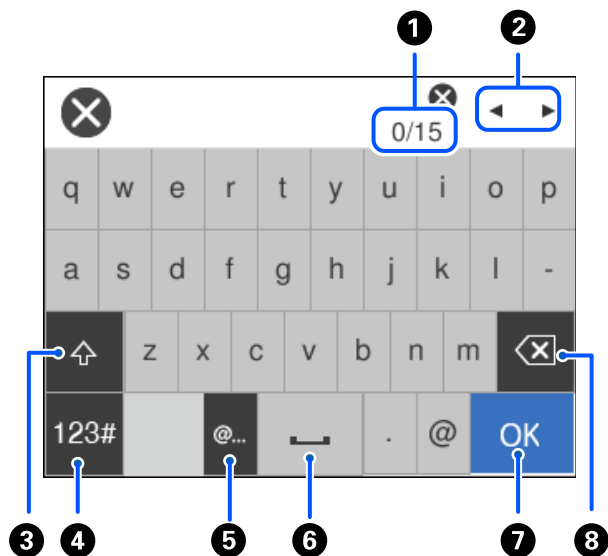 1 2
0/15
q w e r t y u i o p
a s d f g h j k l -
z x c v b n m
123# @... . @ OK
3 4 5 6 7 8